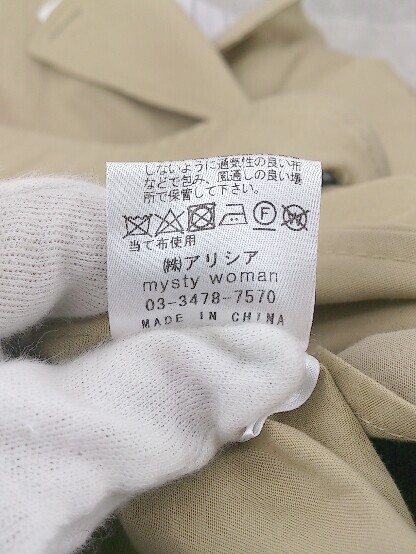 しないように通気性の良い布
などで包み、風通しの良い場
所で保管して下さい。
F W
当て布使用
㈱アリシア
mysty woman
03-3478-7570
MADE IN CHINA